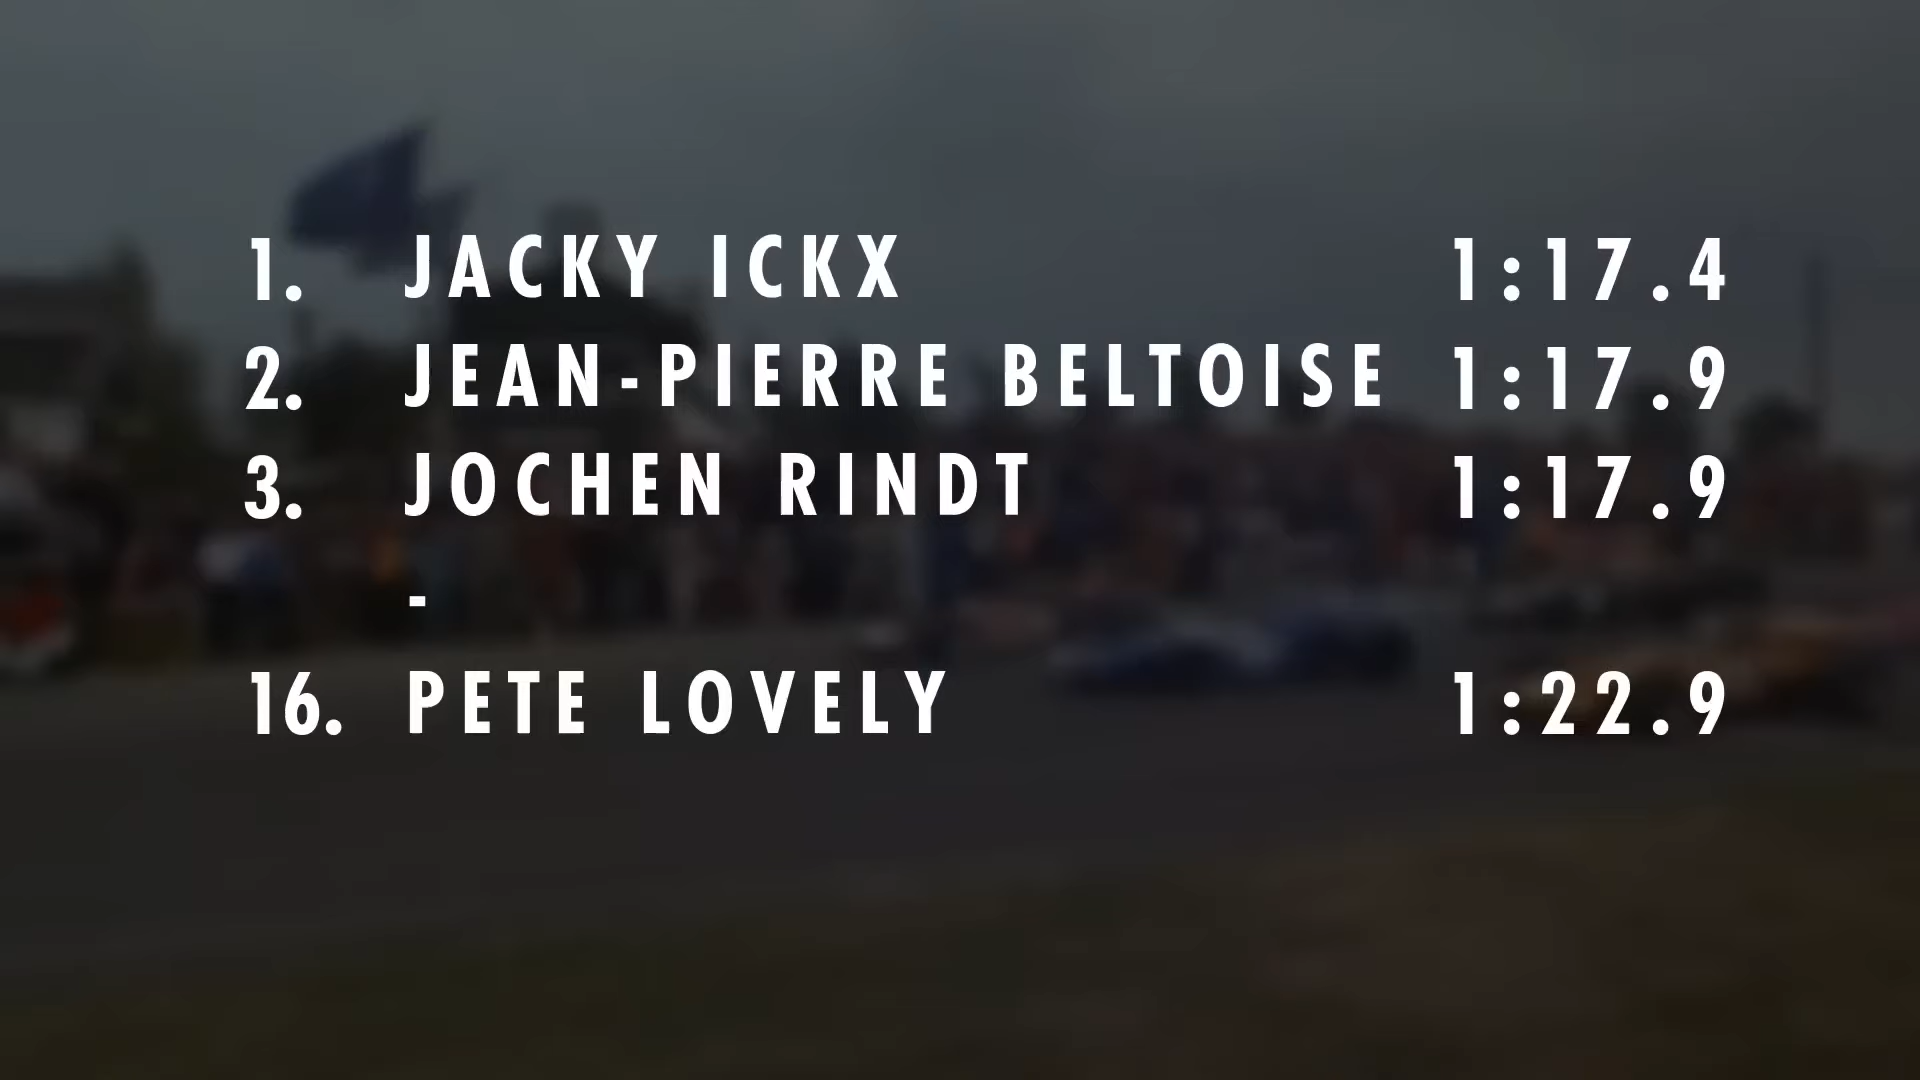 1. JACKY ICKX 1:17.4
2. JEAN-PIERRE BELTOISE 1:17.9
3. JOCHEN RINDT 1:17.9
-
16. PETE LOVELY 1:22.9